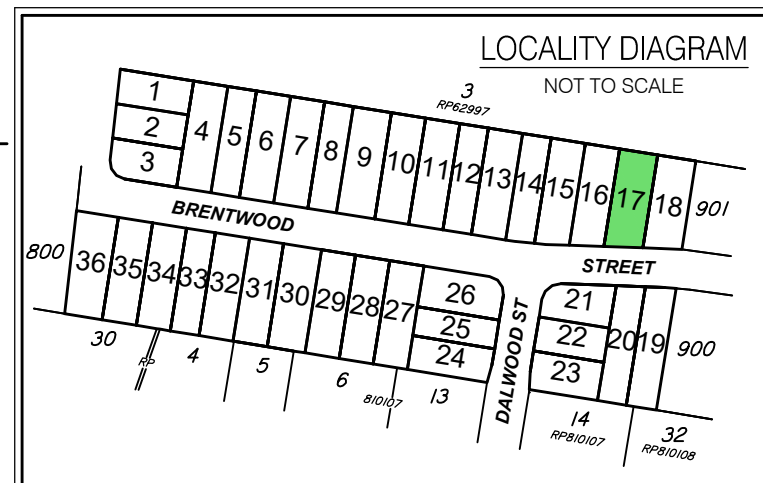 LOCALITY DIAGRAM
NOT TO SCALE
3
RP62997
1
2
3
4 5 6 7 8 9 10 11 12 13 14 15 16 17 18 901
BRENTWOOD
STREET
800
36 35 34 33 32 31 30 29 28 27
26
25
24
DALWOOD ST
21
22
23
20 19 900
30
RP
4
5
6
810107
13
14
RP810107
32
RP810108